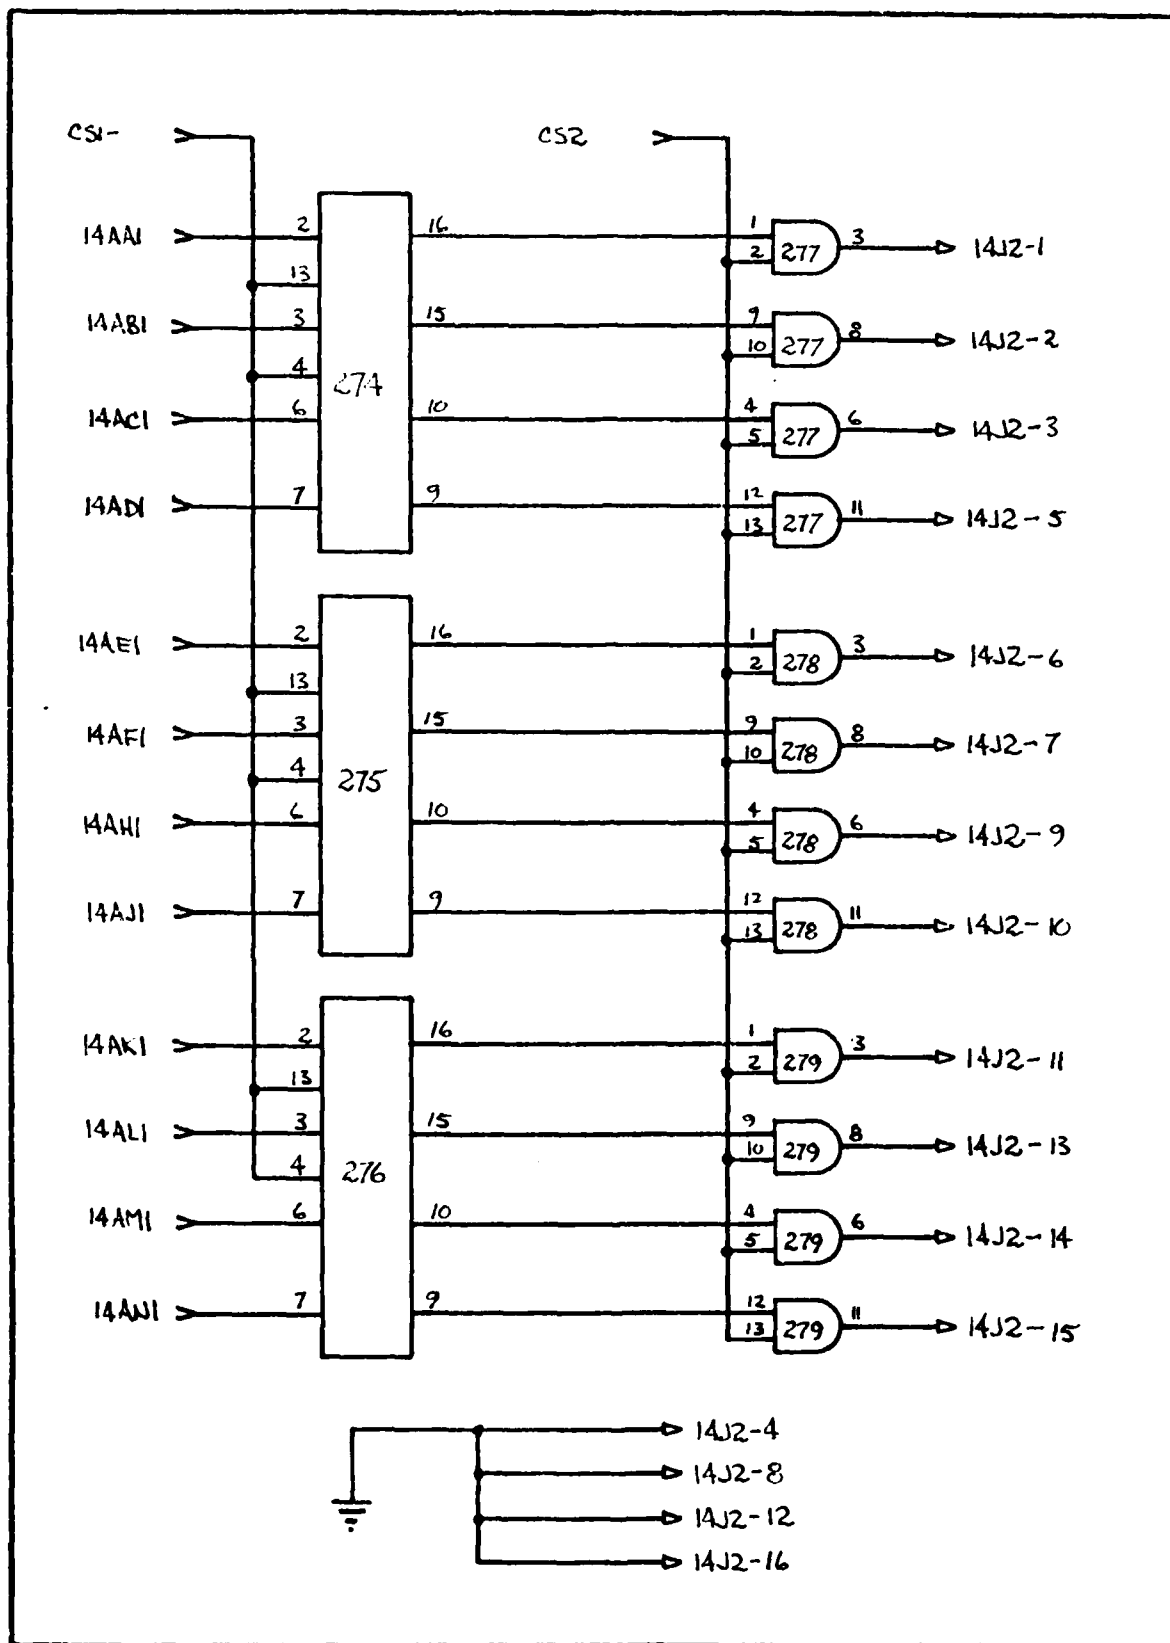 CS1- CS2
14AA1 2 16 1 277 3 14J2-1
13 2
14AB1 3 15 9 277 8 14J2-2
4 274 10
14AC1 6 10 4 277 6 14J2-3
5
14AD1 7 9 12 277 11 14J2-5
13
14AE1 2 16 1 278 3 14J2-6
13 2
14AF1 3 15 9 278 8 14J2-7
4 275 10
14AH1 6 10 4 278 6 14J2-9
5
14AJ1 7 9 12 278 11 14J2-10
13
14AK1 2 16 1 279 3 14J2-11
13 2
14AL1 3 15 9 279 8 14J2-13
4 276 10
14AM1 6 10 4 279 6 14J2-14
5
14AN1 7 9 12 279 11 14J2-15
13
14J2-4
14J2-8
14J2-12
14J2-16